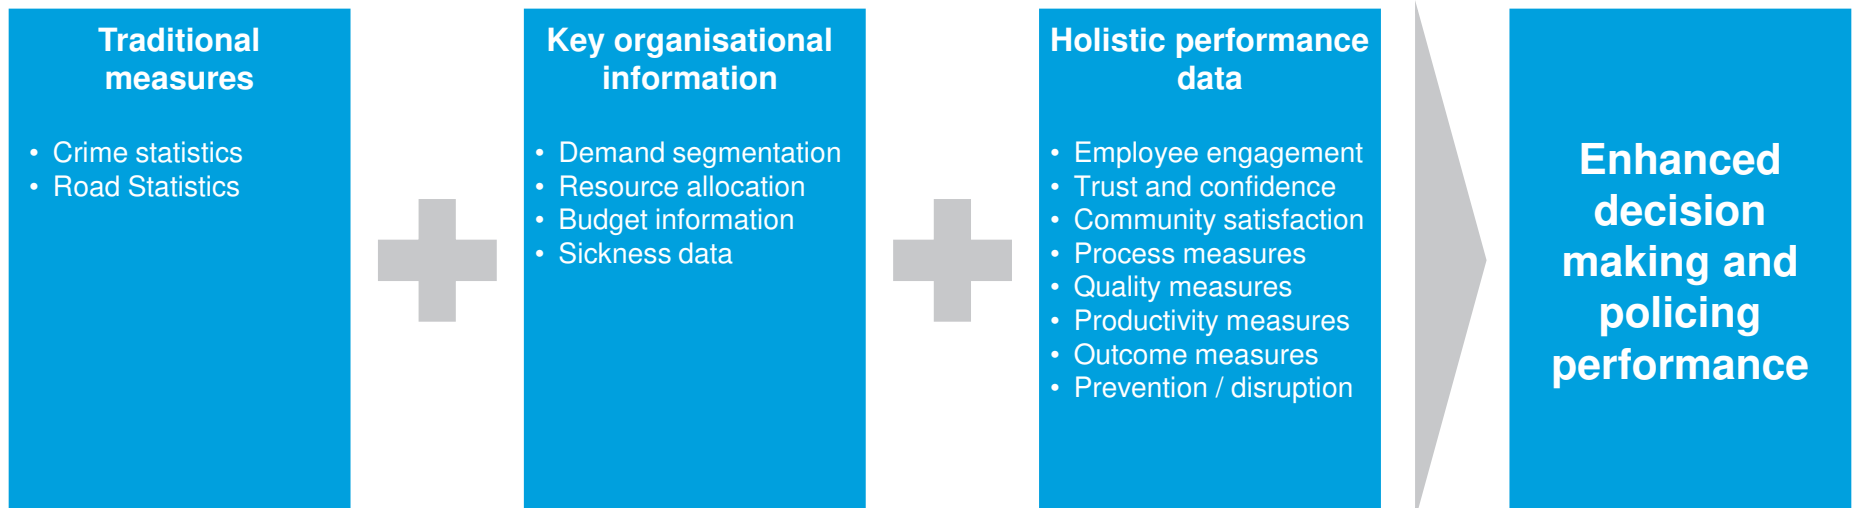 Traditional
measures
• Crime statistics
• Road Statistics
Key organisational
information
• Demand segmentation
• Resource allocation
• Budget information
• Sickness data
Holistic performance
data
• Employee engagement
• Trust and confidence
• Community satisfaction
• Process measures
• Quality measures
• Productivity measures
• Outcome measures
• Prevention / disruption
Enhanced
decision
making and
policing
performance